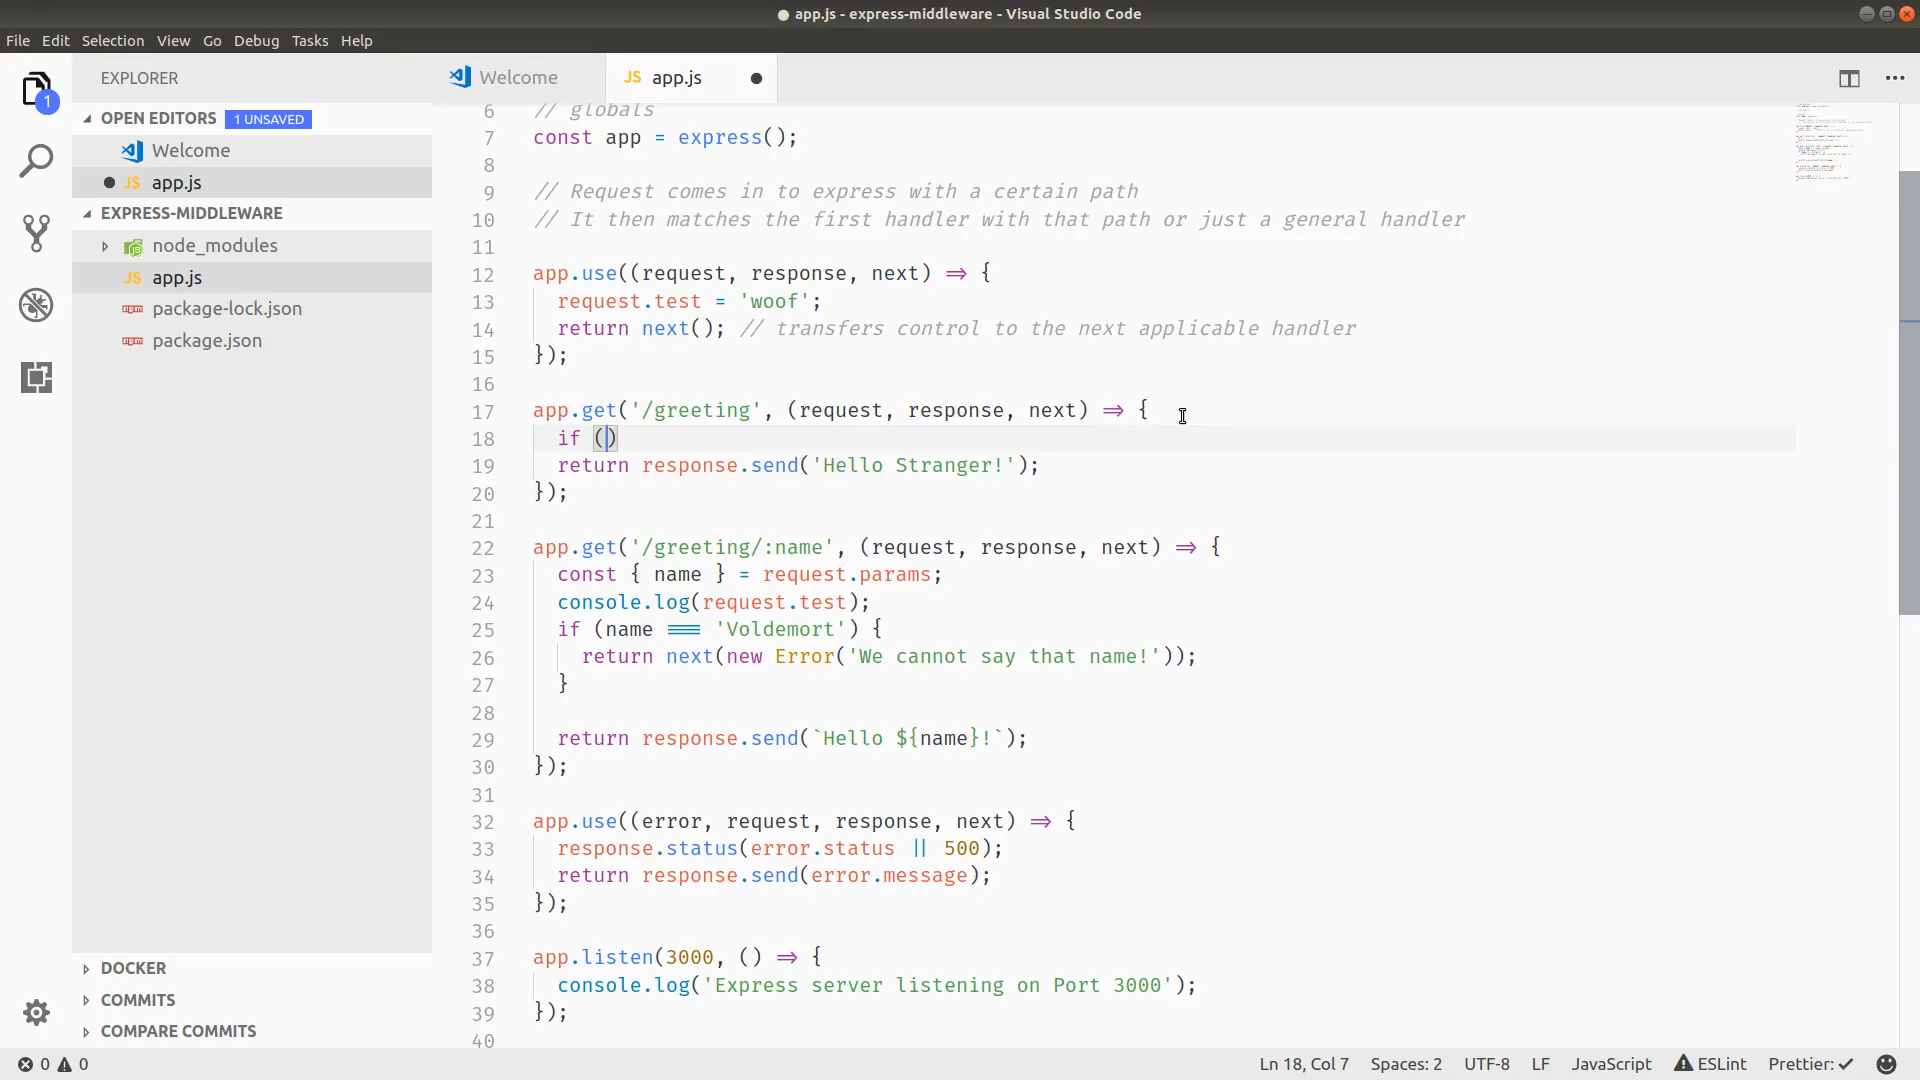 app.js - express-middleware - Visual Studio Code
File Edit Selection View Go Debug Tasks Help
EXPLORER
OPEN EDITORS 1 UNSAVED
Welcome
JS app.js
EXPRESS-MIDDLEWARE
node_modules
JS app.js
npm package-lock.json
npm package.json
DOCKER
COMMITS
COMPARE COMMITS
1
Welcome JS app.js
6 // globals
7 const app = express();
8
9 // Request comes in to express with a certain path
10 // It then matches the first handler with that path or just a general handler
11
12 app.use((request, response, next) => {
13 request.test = 'woof';
14 return next(); // transfers control to the next applicable handler
15 });
16
17 app.get('/greeting', (request, response, next) => {
18 if ()
19 return response.send('Hello Stranger!');
20 });
21
22 app.get('/greeting/:name', (request, response, next) => {
23 const { name } = request.params;
24 console.log(request.test);
25 if (name === 'Voldemort') {
26 return next(new Error('We cannot say that name!'));
27 }
28
29 return response.send(`Hello ${name}!`);
30 });
31
32 app.use((error, request, response, next) => {
33 response.status(error.status || 500);
34 return response.send(error.message);
35 });
36
37 app.listen(3000, () => {
38 console.log('Express server listening on Port 3000');
39 });
40
0 0 Ln 18, Col 7 Spaces: 2 UTF-8 LF JavaScript ESLint Prettier: ✓